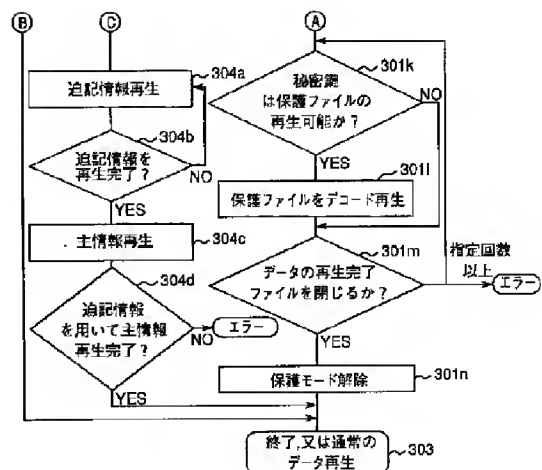 B
C
304a
追記情報再生
304b
追記情報を
再生完了？
NO
YES
主情報再生
304c
304d
追記情報
を用いて主情報
再生完了？
NO
エラー
YES
A
301k
秘密鍵
は保護ファイルの
再生可能か？
NO
YES
301l
保護ファイルをデコード再生
301m
データの再生完了
ファイルを閉じるか？
指定回数
以上
エラー
YES
保護モード解除
301n
終了,又は通常の
データ再生
303